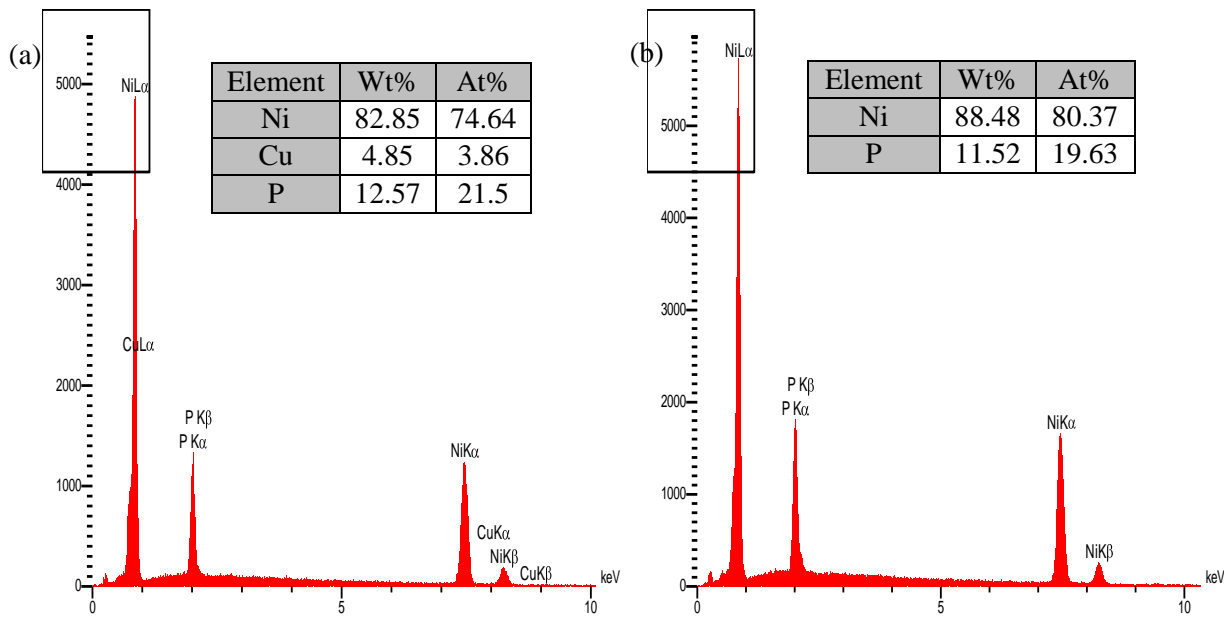 (a)
5000
4000
3000
2000
1000
0
NiLα
CuLα
P Kβ
P Kα
NiKα
CuKα
NiKβ
CuKβ
keV
0 5 10
Element Wt% At%
Ni 82.85 74.64
Cu 4.85 3.86
P 12.57 21.5
(b)
5000
4000
3000
2000
1000
0
NiLα
P Kβ
P Kα
NiKα
NiKβ
keV
0 5 10
Element Wt% At%
Ni 88.48 80.37
P 11.52 19.63